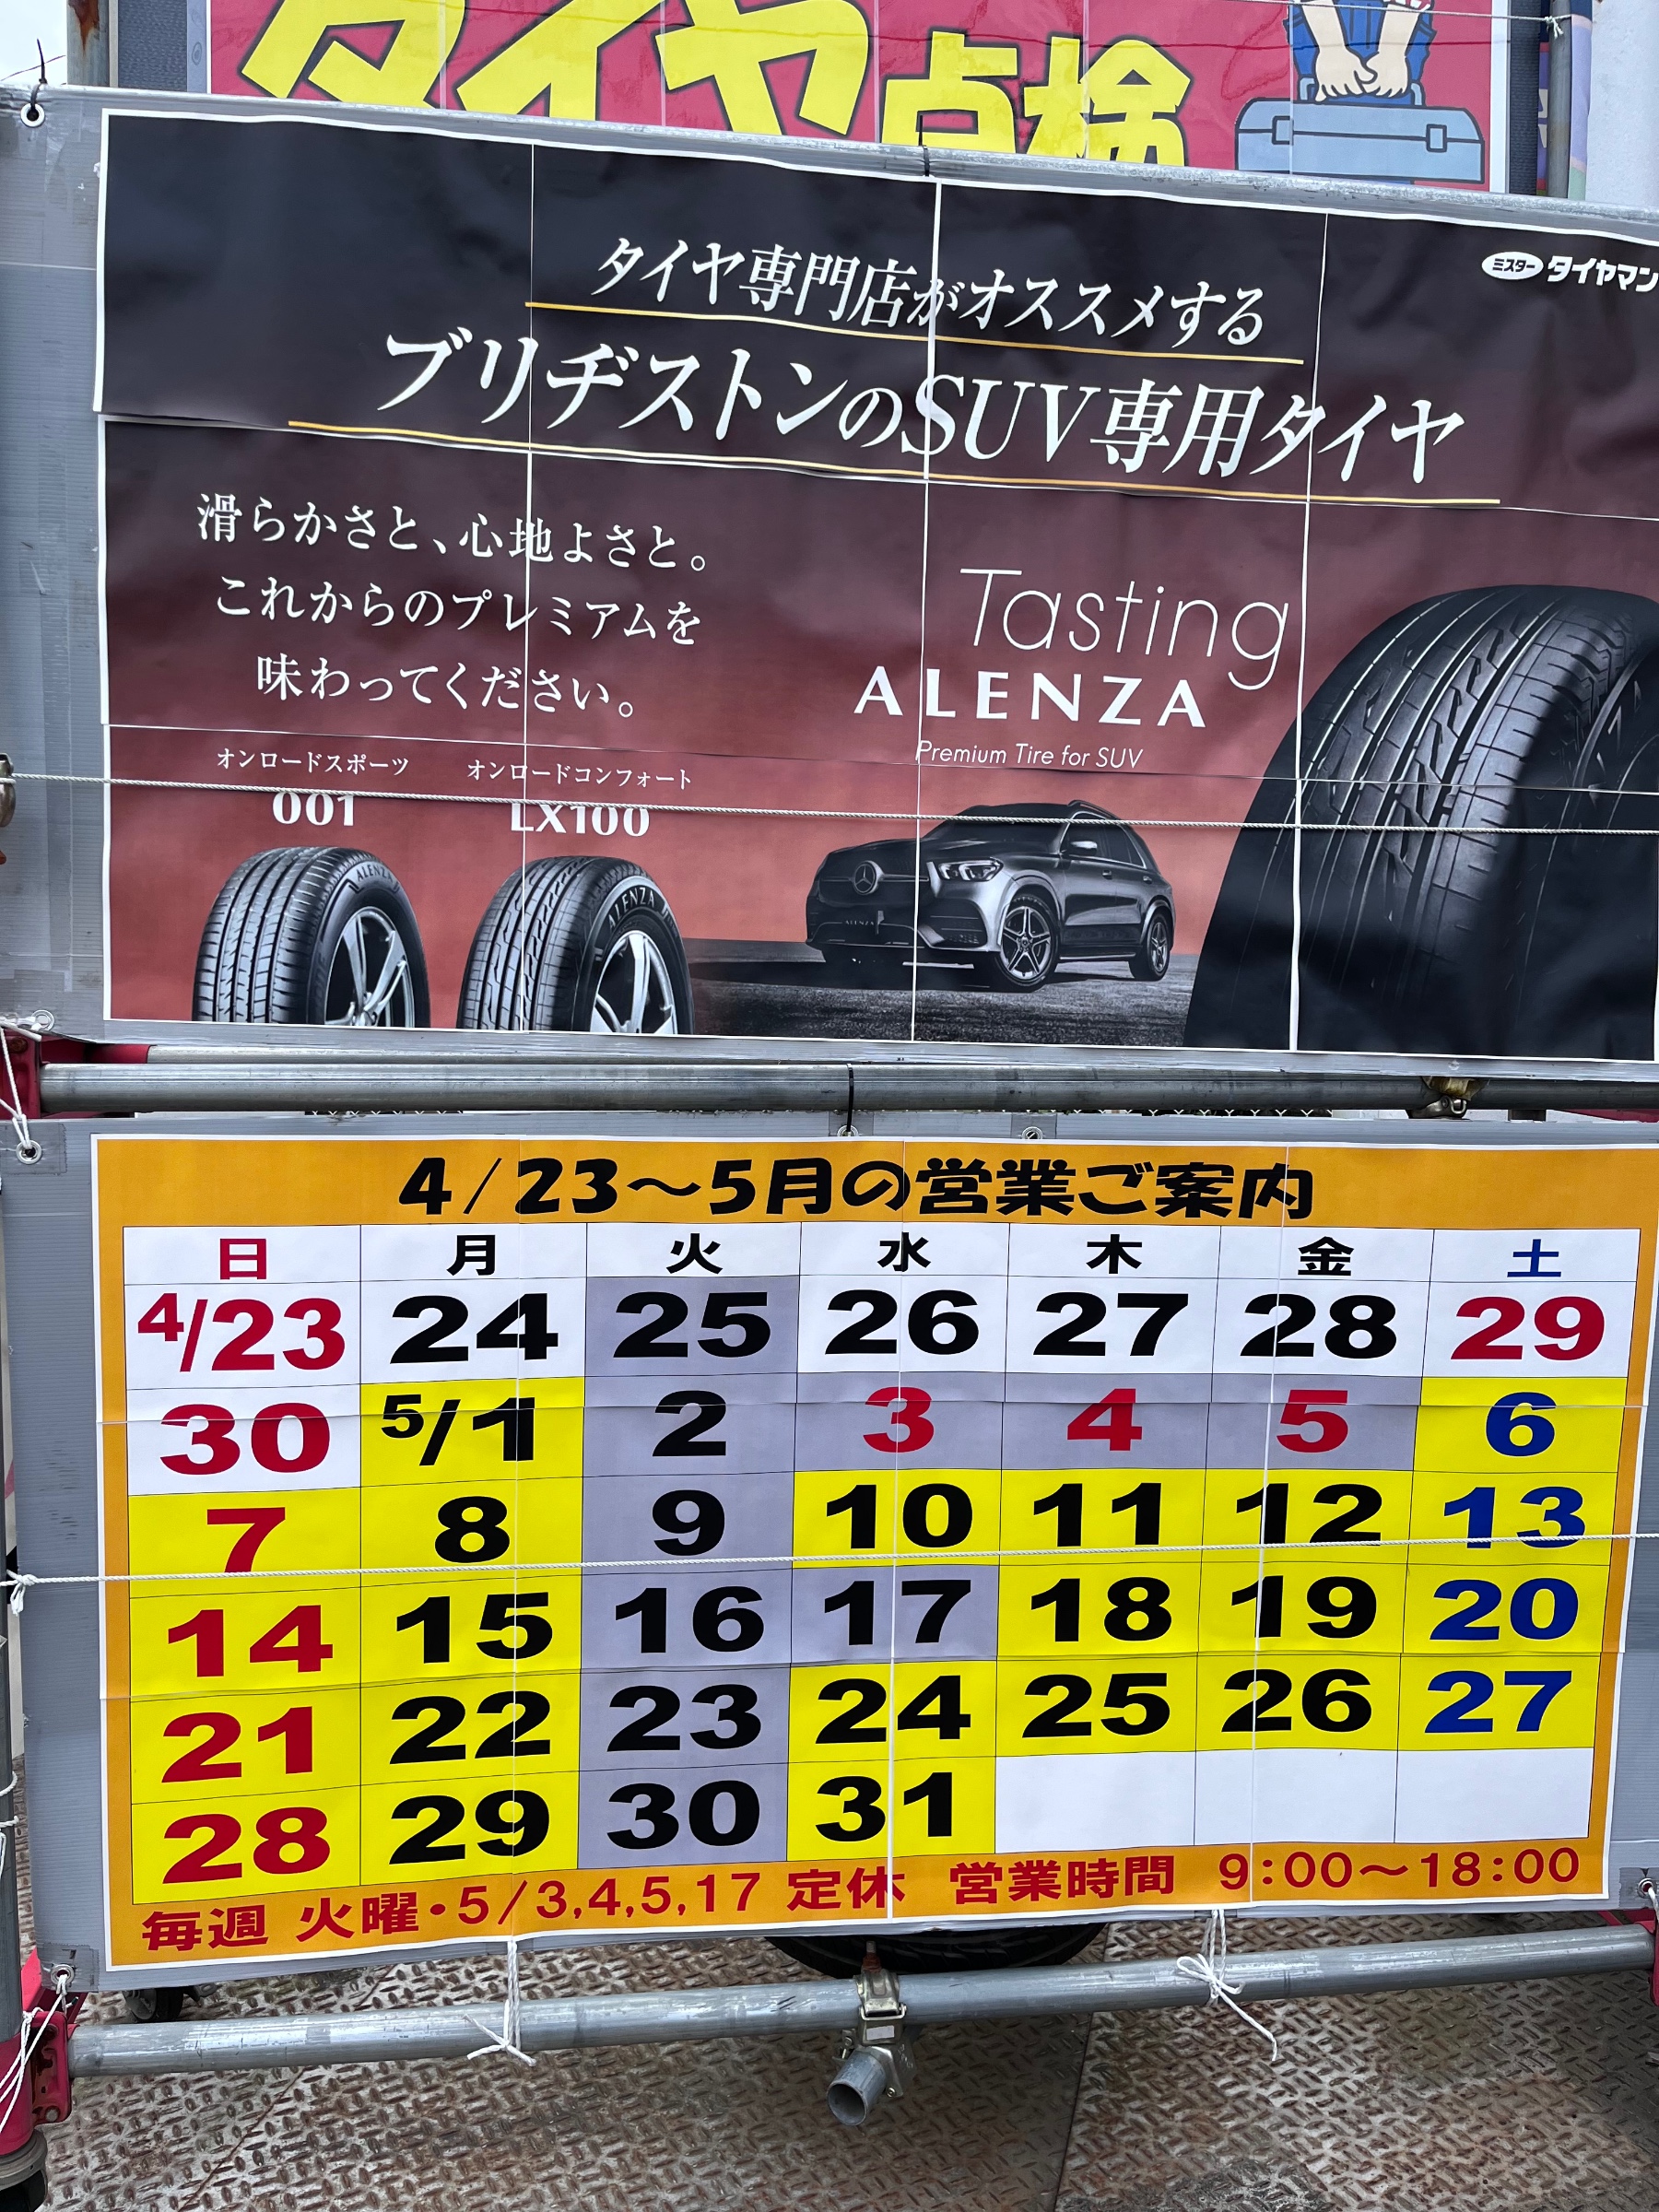 タイヤ点検
ミスター タイヤマン
タイヤ専門店がオススメする
ブリヂストンのSUV専用タイヤ
滑らかさと、心地よさと。
これからのプレミアムを
味わってください。
Tasting
ALENZA
Premium Tire for SUV
オンロードスポーツ
001
オンロードコンフォート
LX100
ALENZA
ALENZA
ALENZA
4/23～5月の営業ご案内
日 月 火 水 木 金 土
4/23 24 25 26 27 28 29
30 5/1 2 3 4 5 6
7 8 9 10 11 12 13
14 15 16 17 18 19 20
21 22 23 24 25 26 27
28 29 30 31
毎週 火曜・5/3,4,5,17 定休 営業時間 9:00～18:00